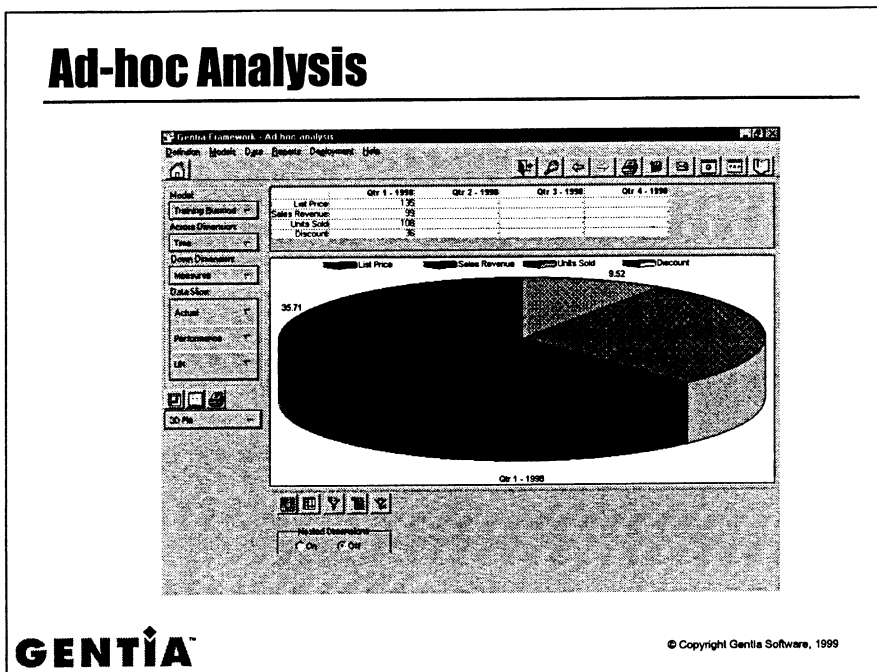 Ad-hoc Analysis
Gentia Framework - Ad hoc analysis
Definition Models Data Reports Deployment Help
Model
Training Business
Across Dimension
Time
Down Dimension
Measures
Data Slice
Actual
Performance
UK
3D Pie
Qtr 1 - 1998 Qtr 2 - 1998 Qtr 3 - 1998 Qtr 4 - 1998
List Price 135
Sales Revenue 99
Units Sold 108
Discount 36
List Price Sales Revenue Units Sold Discount
9.52
35.71
Qtr 1 - 1998
Nested Dimensions
On Off
GENTIA™
© Copyright Gentia Software, 1999